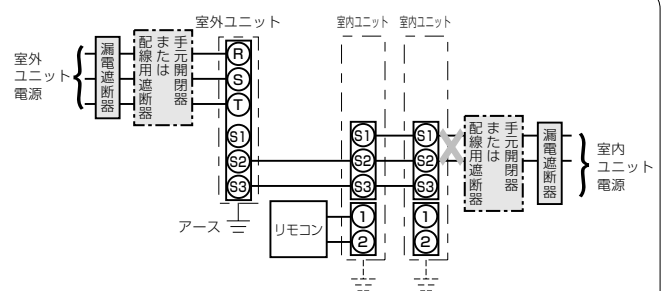 室外ユニット
室内ユニット
室内ユニット
室外
ユニット
電源
漏電遮断器
手元開閉器
または
配線用遮断器
R
S
T
S1
S2
S3
アース
S1
S2
S3
1
2
S1
S2
S3
1
2
リモコン
手元開閉器
または
配線用遮断器
漏電遮断器
室内
ユニット
電源